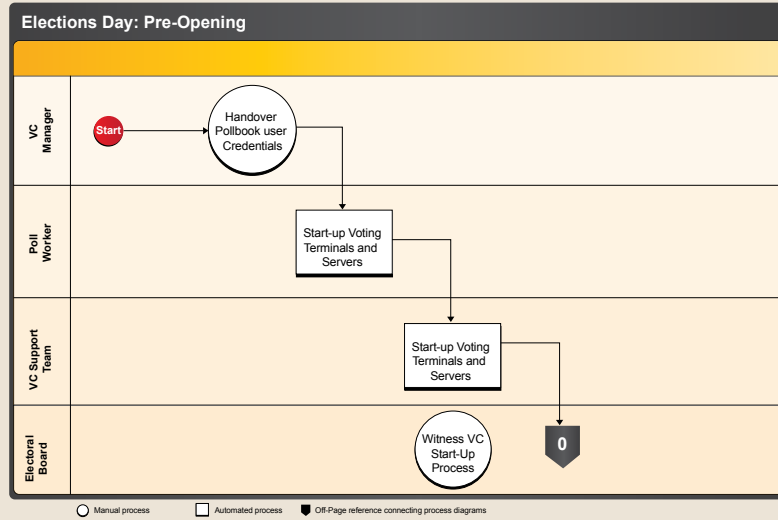 Elections Day: Pre-Opening
VC
Manager
Start
Handover
Pollbook user
Credentials
Poll
Worker
Start-up Voting
Terminals and
Servers
VC Support
Team
Start-up Voting
Terminals and
Servers
Electoral
Board
Witness VC
Start-Up
Process
0
Manual process
Automated process
Off-Page reference connecting process diagrams